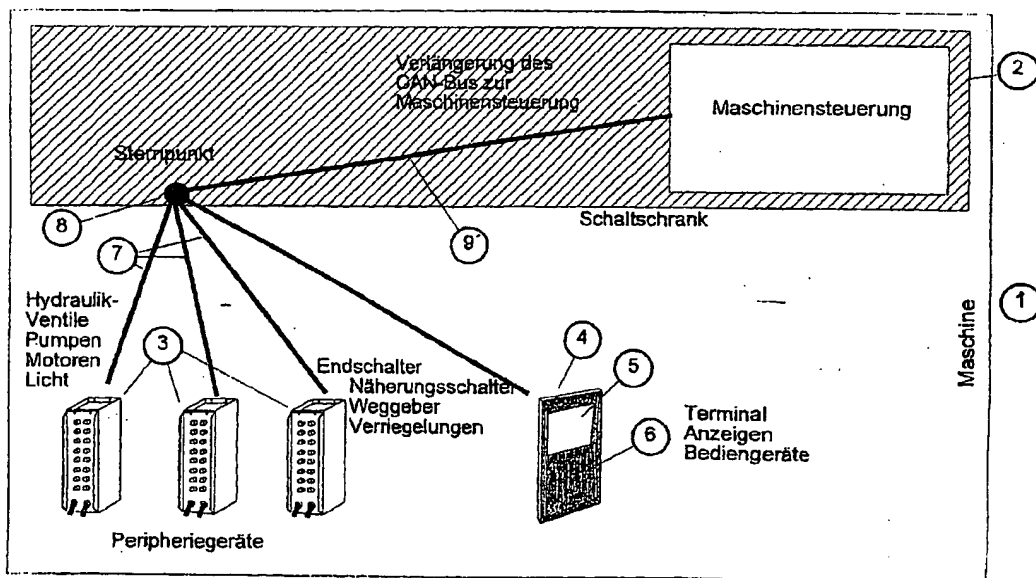 Verlängerung des
CAN-Bus zur
Maschinensteuerung
Maschinensteuerung
2
Sternpunkt
8
Schaltschrank
9´
7
1
Maschine
Hydraulik-
Ventile
Pumpen
Motoren
Licht
3
Endschalter
Näherungsschalter
Weggeber
Verriegelungen
4
5
6
Terminal
Anzeigen
Bediengeräte
Peripheriegeräte